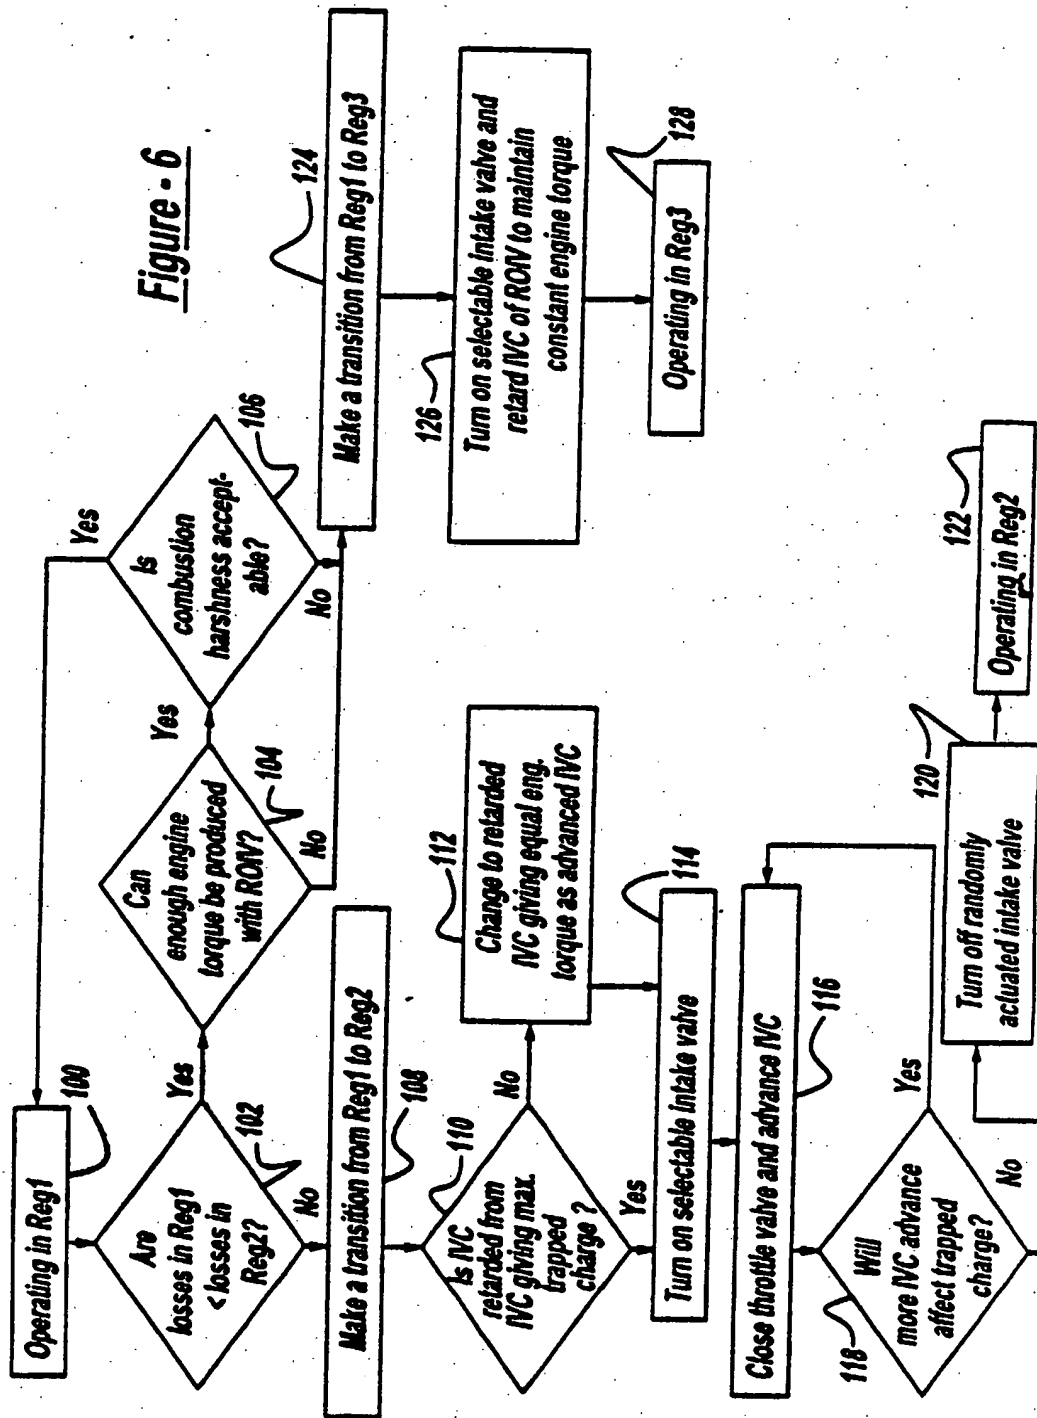 Figure - 6
Operating in Reg1
100
Are
losses in Reg1
< losses in
Reg2?
102
Yes
No
Can
enough engine
torque be produced
with ROIV?
104
Yes
No
Is
combustion
harshness accept-
able?
106
Yes
No
Make a transition from Reg1 to Reg3
124
Turn on selectable intake valve and
retard IVC of ROIV to maintain
constant engine torque
126
Operating in Reg3
128
Make a transition from Reg1 to Reg2
108
Is IVC
retarded from
IVC giving max.
trapped
charge ?
110
No
Yes
Change to retarded
IVC giving equal eng.
torque as advanced IVC
112
Turn on selectable intake valve
114
Close throttle valve and advance IVC
116
Will
more IVC advance
affect trapped
charge?
118
Yes
No
Turn off randomly
actuated intake valve
120
Operating in Reg2
122